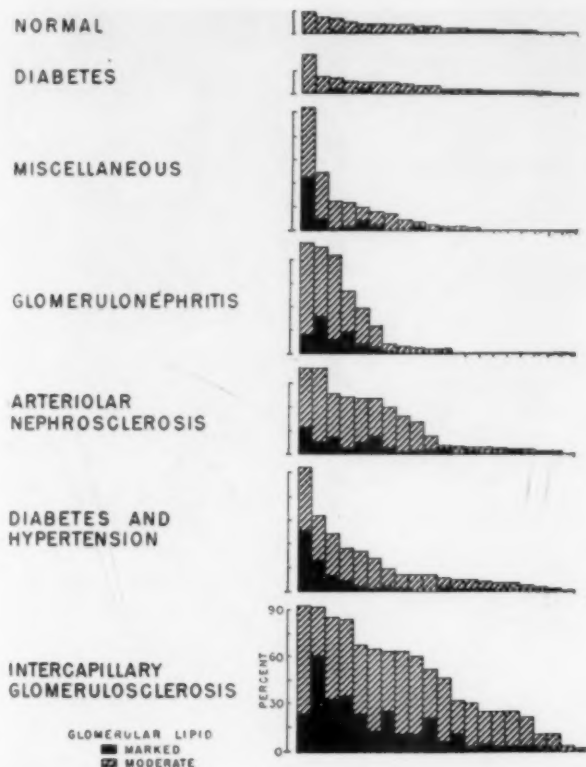 NORMAL
DIABETES
MISCELLANEOUS
GLOMERULONEPHRITIS
ARTERIOLAR
NEPHROSCLEROSIS
DIABETES AND
HYPERTENSION
INTERCAPILLARY
GLOMERULOSCLEROSIS
90
60
30
0
PERCENT
GLOMERULAR LIPID
MARKED
MODERATE